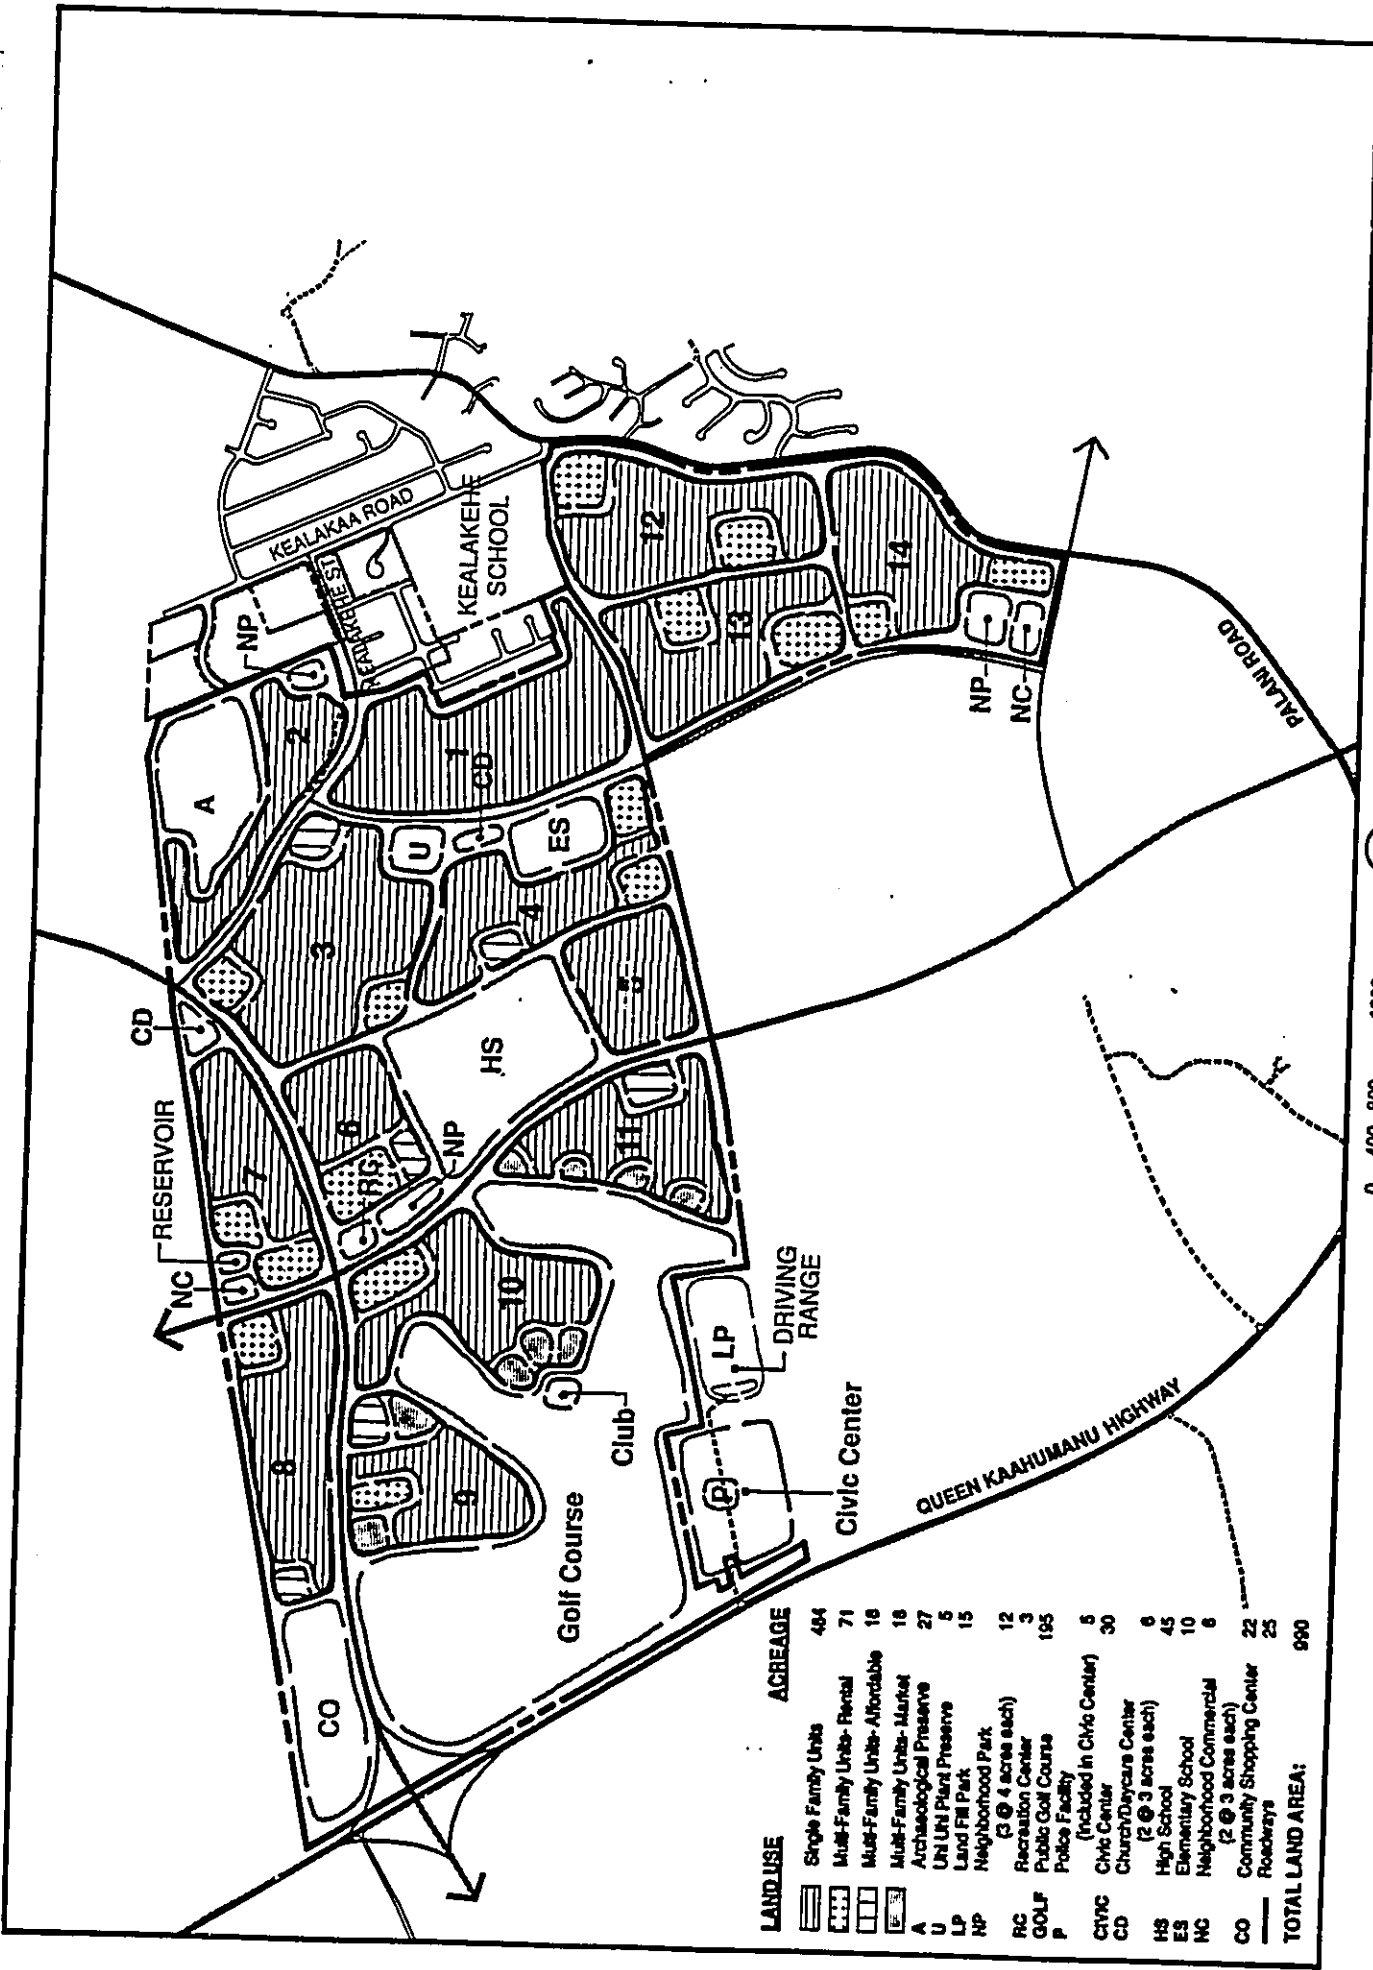 KEALAKAA ROAD
KEALAKEHE ST
KEALAKEHE
SCHOOL
NP
A
2
1
CD
U
ES
3
4
5
12
13
14
NP
NC
PALANI ROAD
CD
RESERVOIR
NC
7
6
RC
NP
HS
11
10
8
9
Club
LP
DRIVING
RANGE
P
Civic Center
Golf Course
CO
QUEEN KAAHUMANU HIGHWAY
LAND USE ACREAGE
Single Family Units 484
Multi-Family Units- Rental 71
Multi-Family Units- Affordable 18
Multi-Family Units- Market 18
A Archaeological Preserve 27
U Uhi Uhi Plant Preserve 5
LP Land Fill Park 15
NP Neighborhood Park
(3 @ 4 acres each) 12
RC Recreation Center 3
GOLF Public Golf Course 195
P Police Facility
(included in Civic Center) 5
CIVIC Civic Center 30
CD Church/Daycare Center
(2 @ 3 acres each) 6
HS High School 45
ES Elementary School 10
NC Neighborhood Commercial 6
(2 @ 3 acres each)
CO Community Shopping Center 22
Roadways 25
TOTAL LAND AREA: 990